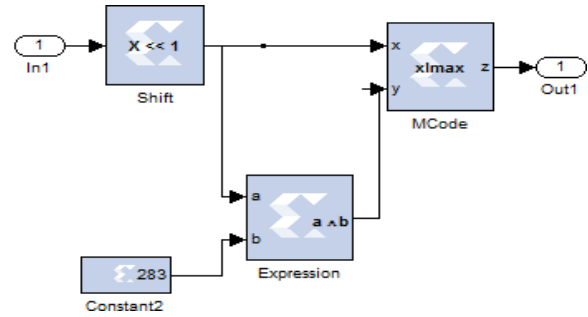 1
In1
X << 1
Shift
x
y
xlmax
z
MCode
1
Out1
a
b
a ^ b
Expression
283
Constant2